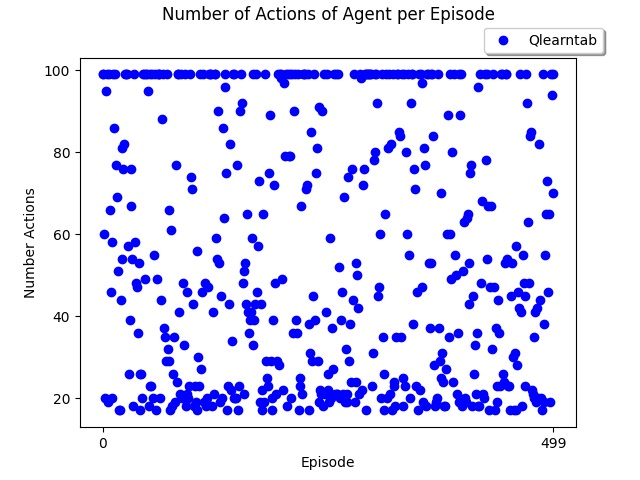 Number of Actions of Agent per Episode
Qlearntab
100
80
60
40
20
Number Actions
0
499
Episode